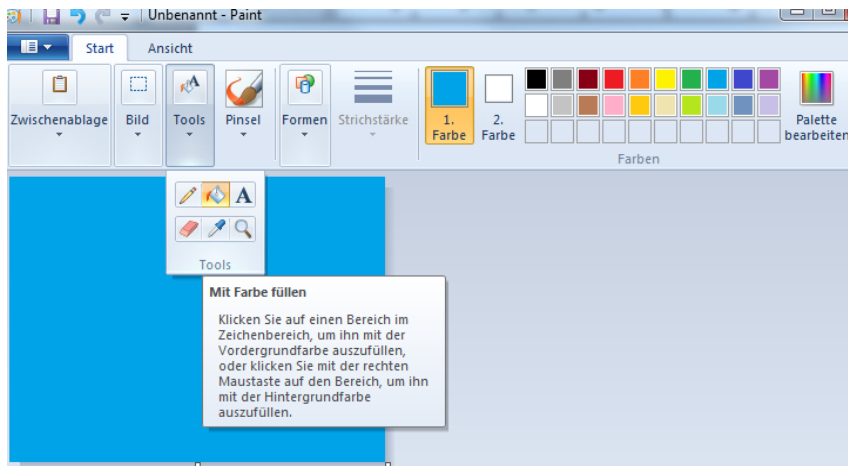 Unbenannt - Paint
Start Ansicht
Zwischenablage Bild Tools Pinsel Formen Strichstärke 1. Farbe 2. Farbe Palette bearbeiten
Farben
A
Tools
Mit Farbe füllen
Klicken Sie auf einen Bereich im
Zeichenbereich, um ihn mit der
Vordergrundfarbe auszufüllen,
oder klicken Sie mit der rechten
Maustaste auf den Bereich, um ihn
mit der Hintergrundfarbe
auszufüllen.